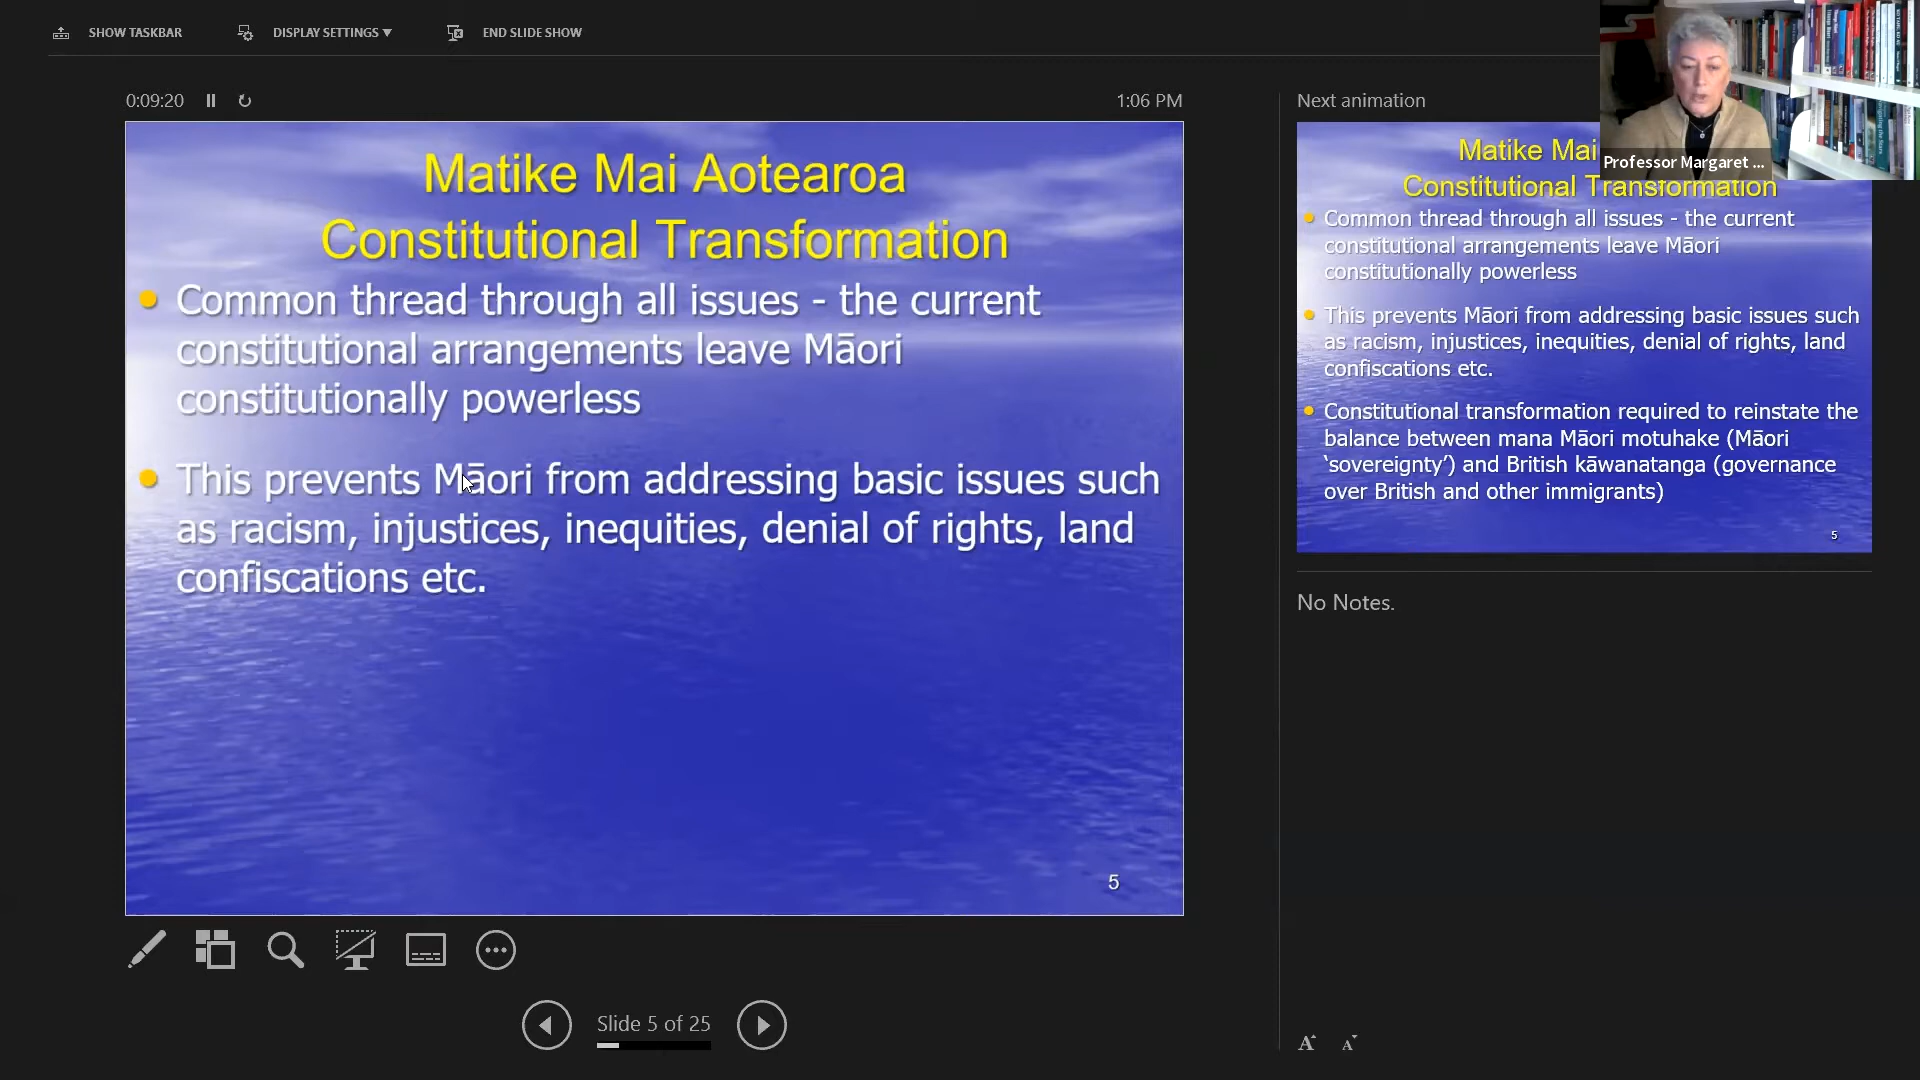 SHOW TASKBAR
DISPLAY SETTINGS ▼
END SLIDE SHOW
0:09:20
1:06 PM
Matike Mai Aotearoa
Constitutional Transformation
Common thread through all issues - the current
constitutional arrangements leave Māori
constitutionally powerless
This prevents Māori from addressing basic issues such
as racism, injustices, inequities, denial of rights, land
confiscations etc.
5
Slide 5 of 25
Next animation
Professor Margaret ...
Matike Mai
Constitutional Transformation
Common thread through all issues - the current
constitutional arrangements leave Māori
constitutionally powerless
This prevents Māori from addressing basic issues such
as racism, injustices, inequities, denial of rights, land
confiscations etc.
Constitutional transformation required to reinstate the
balance between mana Māori motuhake (Māori
‘sovereignty’) and British kāwanatanga (governance
over British and other immigrants)
5
No Notes.
A A